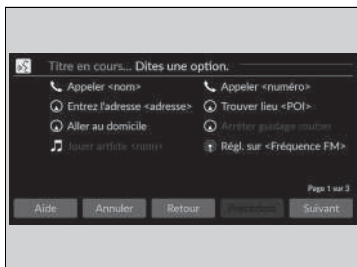 Titre en cours... Dites une option.
Appeler <nom>
Appeler <numéro>
Entrez l'adresse <adresse>
Trouver lieu <POI>
Aller au domicile
Arrêter guidage routier
Jouer artiste <nom>
Régl. sur <Fréquence FM>
Page 1 sur 3
Aide
Annuler
Retour
Précédent
Suivant